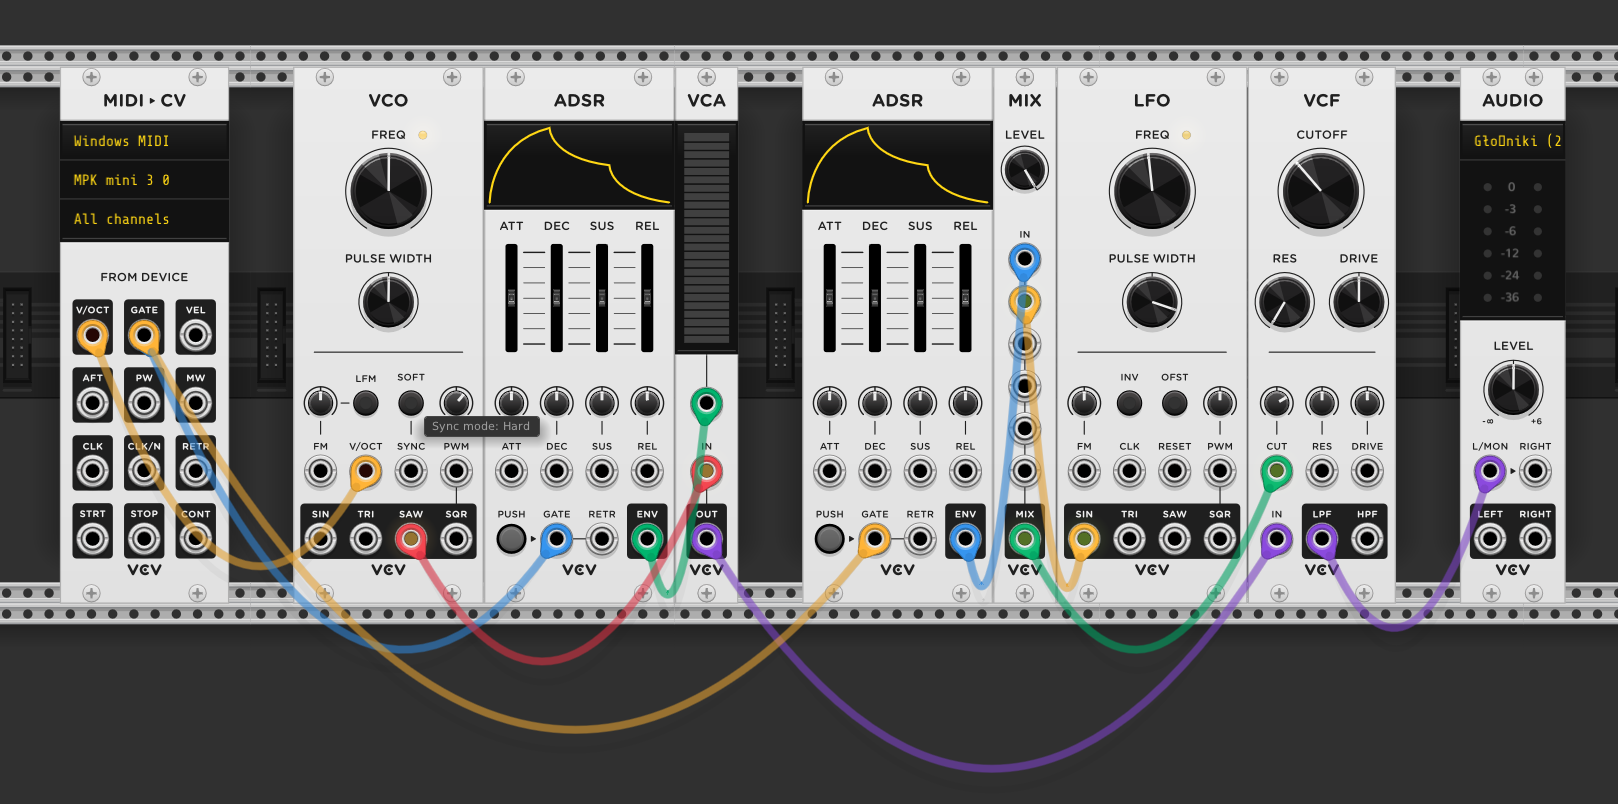 MIDI ▸ CV
Windows MIDI
MPK mini 3 0
All channels
FROM DEVICE
V/OCT GATE VEL
AFT PW MW
CLK CLK/N RETR
STRT STOP CONT
VCV
VCO
FREQ
PULSE WIDTH
LFM SOFT
Sync mode: Hard
FM V/OCT SYNC PWM
SIN TRI SAW SQR
VCV
ADSR
ATT DEC SUS REL
ATT DEC SUS REL
PUSH GATE RETR ENV
VCV
VCA
IN
OUT
VCV
ADSR
ATT DEC SUS REL
ATT DEC SUS REL
PUSH GATE RETR ENV
VCV
MIX
LEVEL
IN
MIX
VCV
LFO
FREQ
PULSE WIDTH
INV OFST
FM CLK RESET PWM
SIN TRI SAW SQR
VCV
VCF
CUTOFF
RES DRIVE
CUT RES DRIVE
IN LPF HPF
VCV
AUDIO
Gło▯niki (2
0
-3
-6
-12
-24
-36
LEVEL
-∞ +6
L/MON RIGHT
LEFT RIGHT
VCV